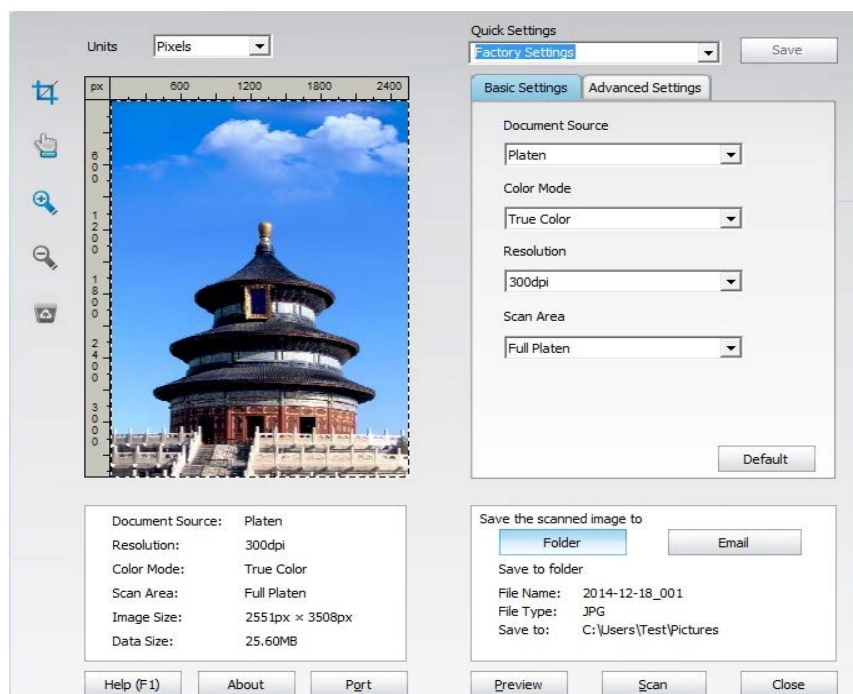 Units
Pixels
Quick Settings
Factory Settings
Save
px
600 1200 1800 2400
600
1200
1800
2400
3000
Basic Settings
Advanced Settings
Document Source
Platen
Color Mode
True Color
Resolution
300dpi
Scan Area
Full Platen
Default
Document Source: Platen
Resolution: 300dpi
Color Mode: True Color
Scan Area: Full Platen
Image Size: 2551px × 3508px
Data Size: 25.60MB
Save the scanned image to
Folder
Email
Save to folder
File Name: 2014-12-18_001
File Type: JPG
Save to: C:\Users\Test\Pictures
Help (F1)
About
Port
Preview
Scan
Close